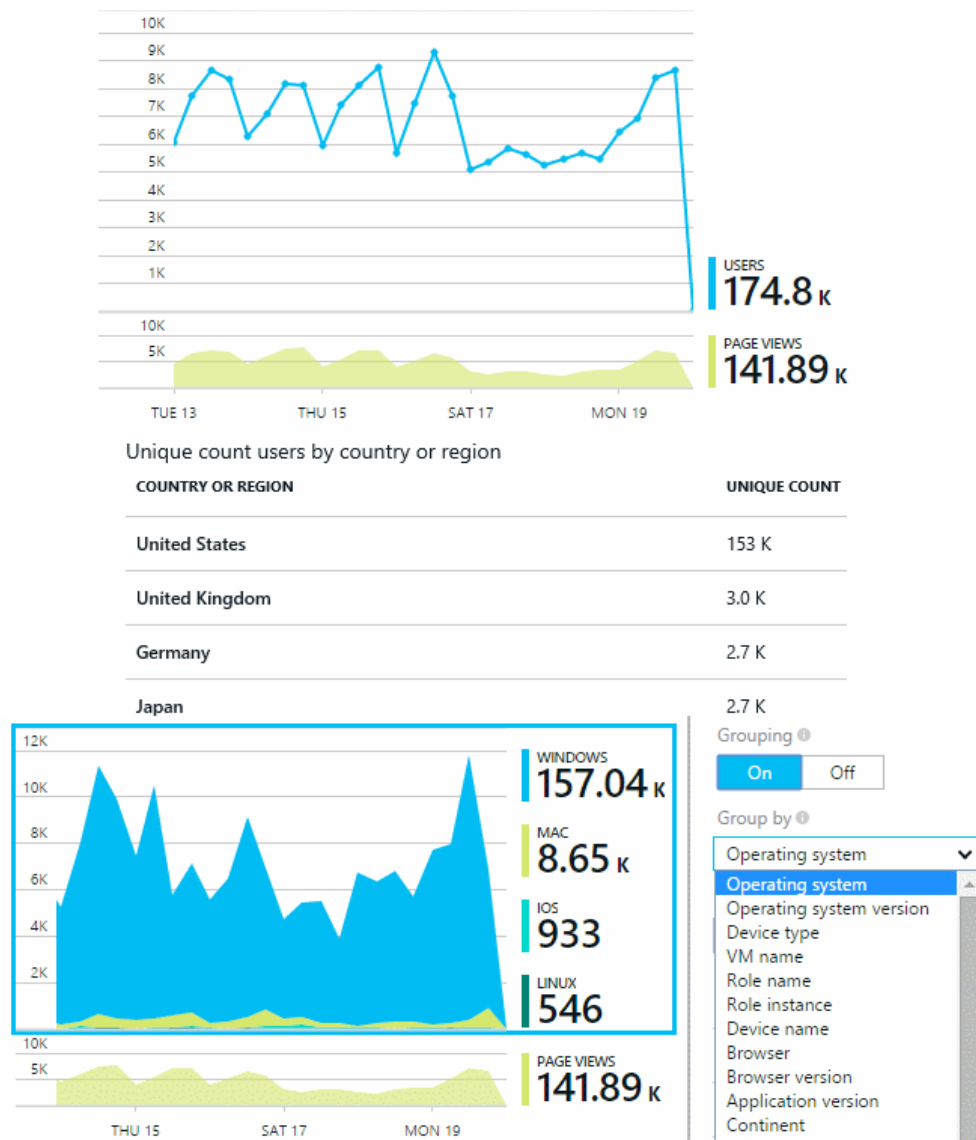 10K
9K
8K
7K
6K
5K
4K
3K
2K
1K
USERS
174.8 K
10K
5K
PAGE VIEWS
141.89 K
TUE 13 THU 15 SAT 17 MON 19
Unique count users by country or region
COUNTRY OR REGION UNIQUE COUNT
United States 153 K
United Kingdom 3.0 K
Germany 2.7 K
Japan 2.7 K
12K
10K
8K
6K
4K
2K
WINDOWS
157.04 K
MAC
8.65 K
IOS
933
LINUX
546
10K
5K
PAGE VIEWS
141.89 K
THU 15 SAT 17 MON 19
Grouping
On Off
Group by
Operating system
Operating system
Operating system version
Device type
VM name
Role name
Role instance
Device name
Browser
Browser version
Application version
Continent